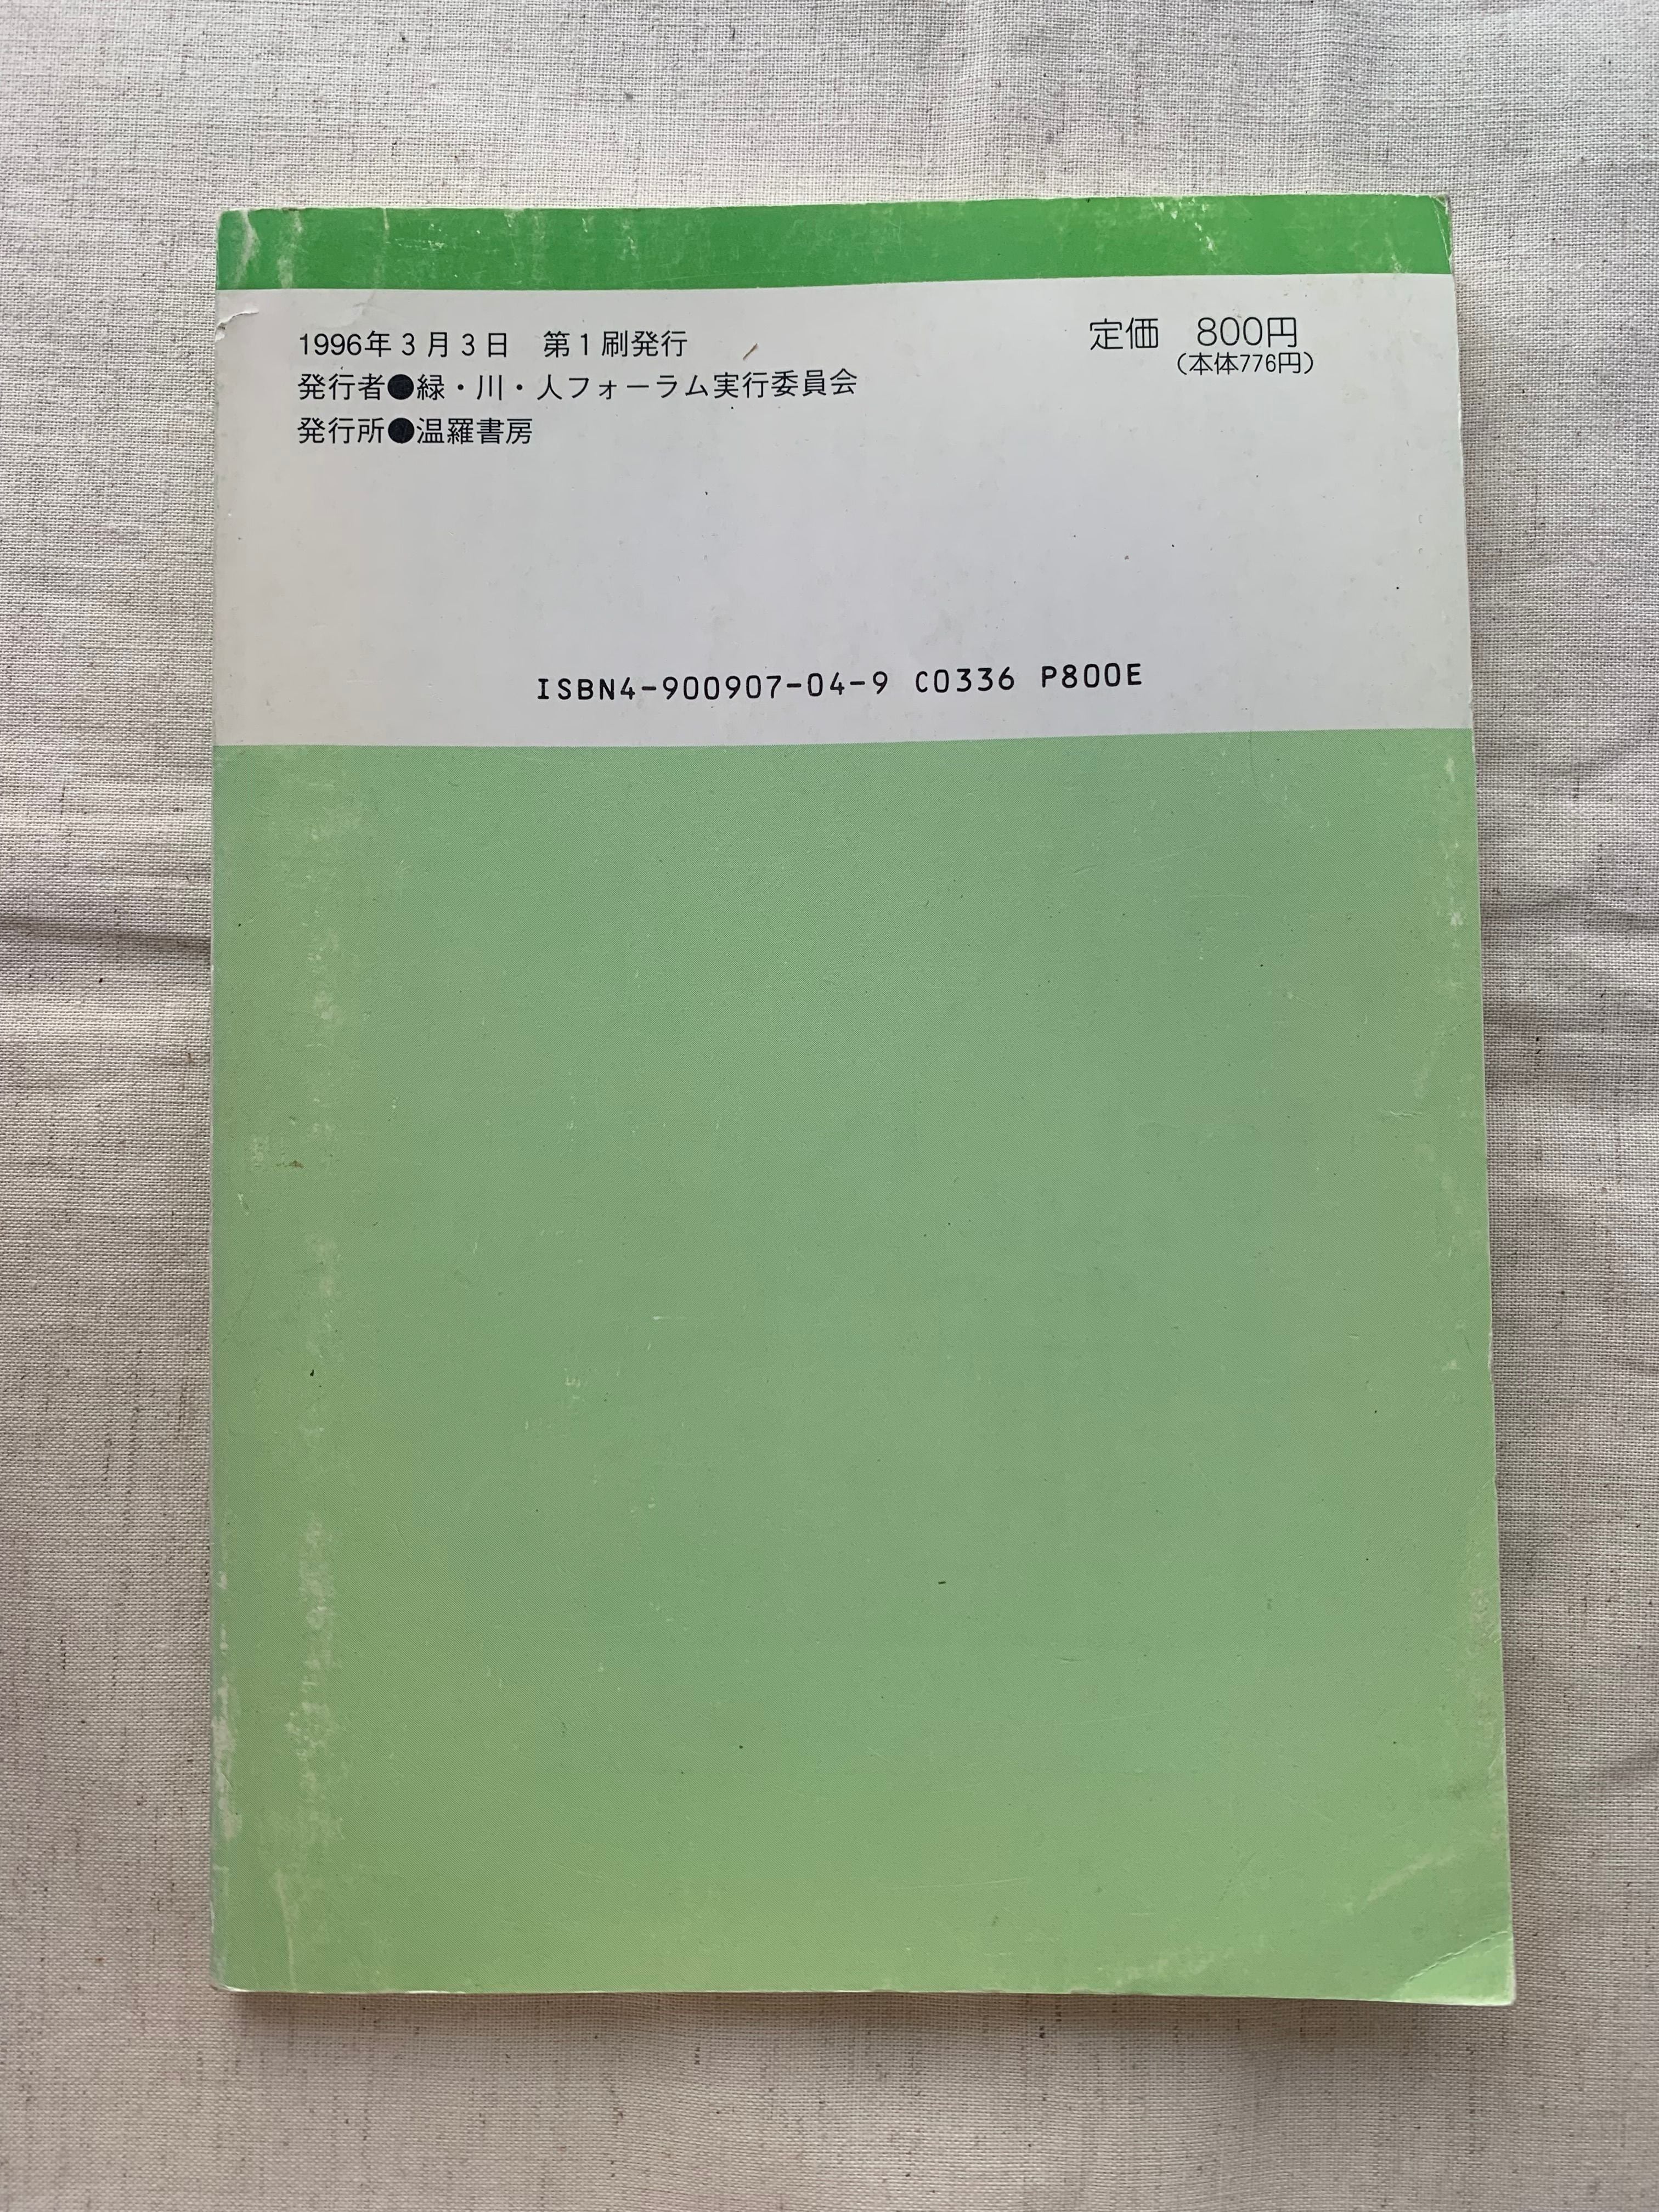 1996年3月3日　第1刷発行
発行者●緑・川・人フォーラム実行委員会
発行所●温羅書房
定価　800円
（本体776円）
ISBN4-900907-04-9 C0336 P800E